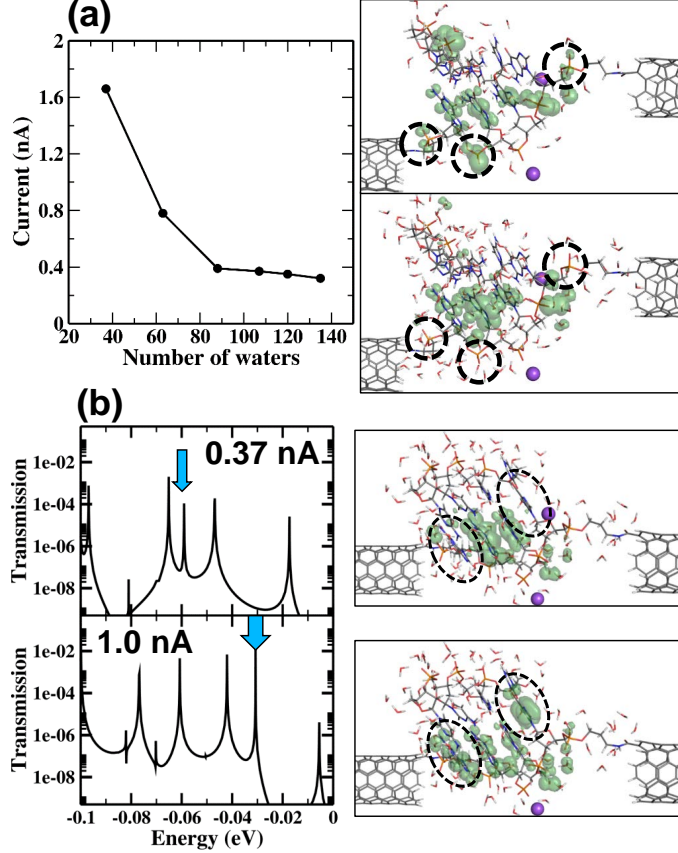 (a)
2
1.6
1.2
0.8
0.4
0
Current (nA)
20 40 60 80 100 120 140
Number of waters
(b)
0.37 nA
1e-02
1e-04
1e-06
1e-08
Transmission
1.0 nA
1e-02
1e-04
1e-06
1e-08
Transmission
-0.1 -0.08 -0.06 -0.04 -0.02 0
Energy (eV)